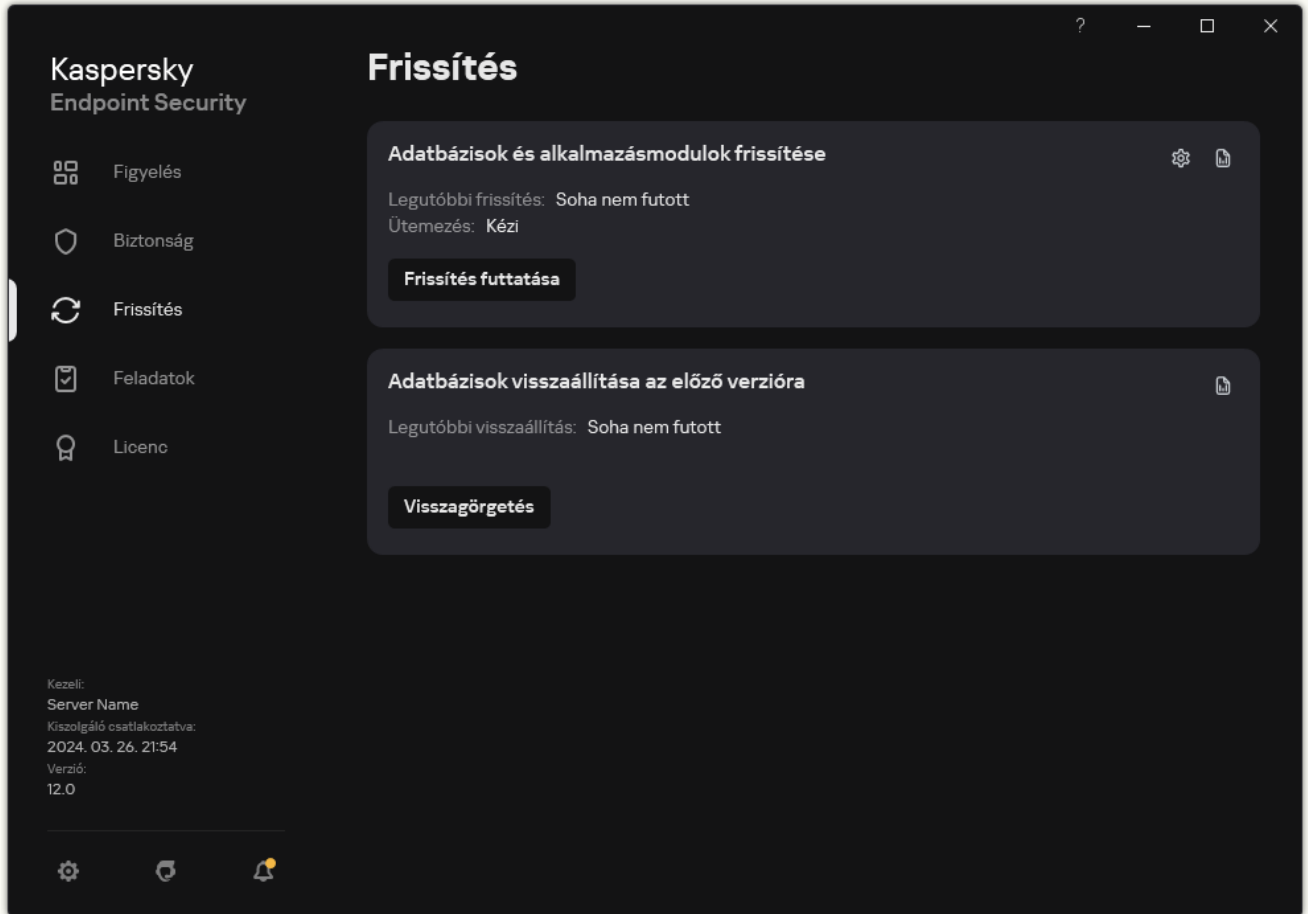 ?
Kaspersky
Endpoint Security
Figyelés
Biztonság
Frissítés
Feladatok
Licenc
Kezeli:
Server Name
Kiszolgáló csatlakoztatva:
2024. 03. 26. 21:54
Verzió:
12.0
Frissítés
Adatbázisok és alkalmazásmodulok frissítése
Legutóbbi frissítés: Soha nem futott
Ütemezés: Kézi
Frissítés futtatása
Adatbázisok visszaállítása az előző verzióra
Legutóbbi visszaállítás: Soha nem futott
Visszagörgetés